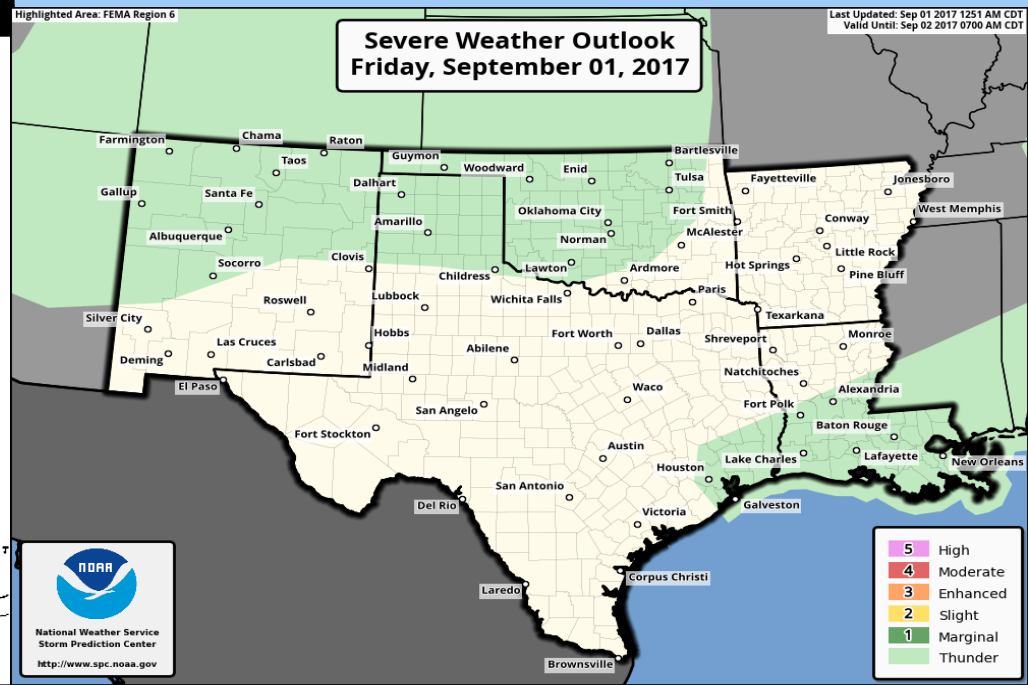 Highlighted Area: FEMA Region 6
Last Updated: Sep 01 2017 1251 AM CDT
Valid Until: Sep 02 2017 0700 AM CDT
Severe Weather Outlook
Friday, September 01, 2017
Farmington
Chama
Raton
Taos
Guymon
Woodward
Enid
Bartlesville
Tulsa
Fayetteville
Jonesboro
Gallup
Santa Fe
Dalhart
Amarillo
Oklahoma City
Fort Smith
Conway
West Memphis
Albuquerque
Norman
McAlester
Little Rock
Socorro
Clovis
Childress
Lawton
Ardmore
Hot Springs
Pine Bluff
Roswell
Lubbock
Wichita Falls
Paris
Texarkana
Silver City
Las Cruces
Hobbs
Fort Worth
Dallas
Shreveport
Monroe
Deming
Carlsbad
Midland
Abilene
Natchitoches
El Paso
Waco
Alexandria
San Angelo
Fort Polk
Fort Stockton
Austin
Baton Rouge
Houston
Lake Charles
Lafayette
New Orleans
Del Rio
San Antonio
Victoria
Galveston
Laredo
Corpus Christi
Brownsville
NOAA
National Weather Service
Storm Prediction Center
http://www.spc.noaa.gov
5 High
4 Moderate
3 Enhanced
2 Slight
1 Marginal
Thunder